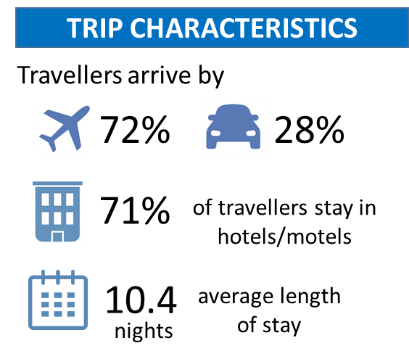 TRIP CHARACTERISTICS
Travellers arrive by
72% 28%
71% of travellers stay in
hotels/motels
10.4 average length
nights of stay